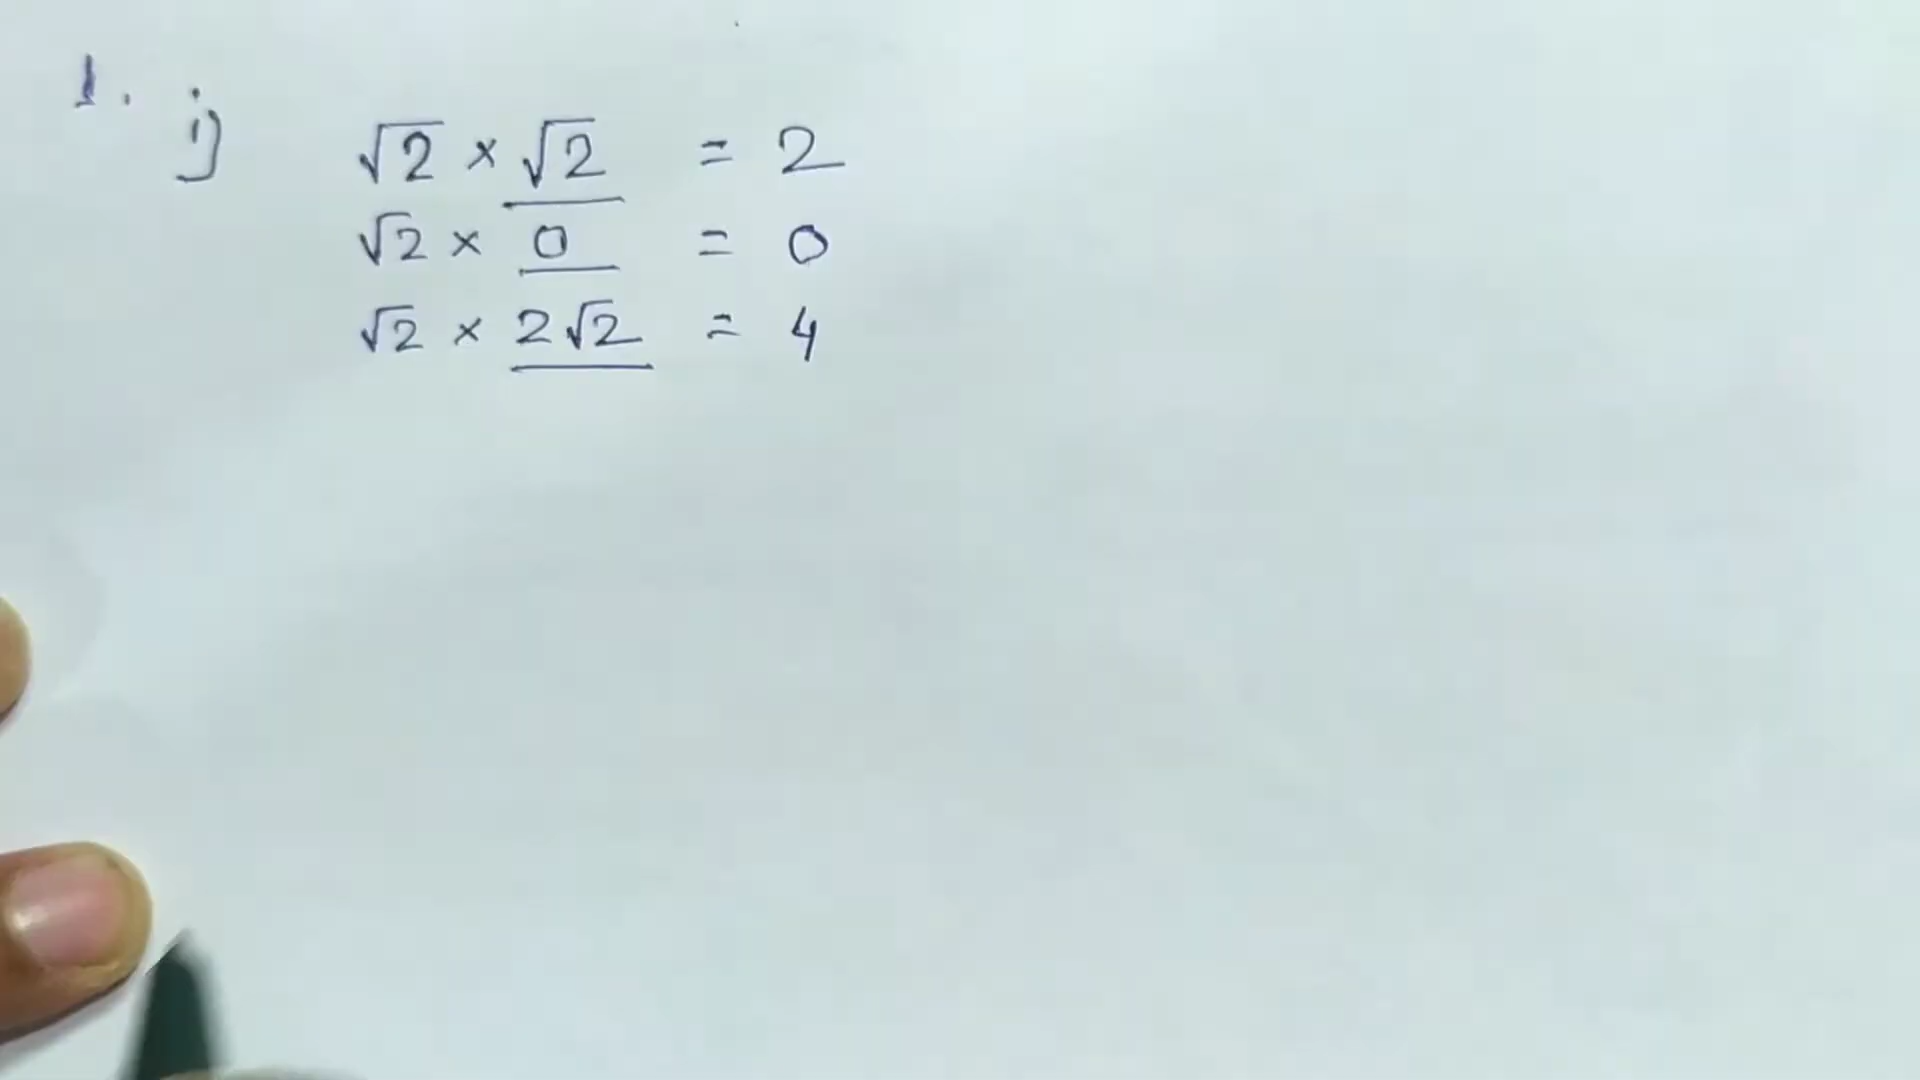 1. i) √2 × √2 = 2
√2 × 0 = 0
√2 × 2√2 = 4